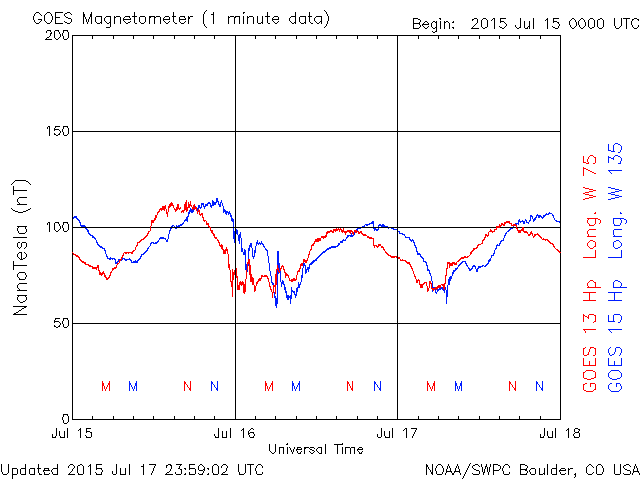 GOES Magnetometer (1 minute data)
Begin: 2015 Jul 15 0000 UTC
200
150
100
50
0
NanoTesla (nT)
M M N N M M N N M M N N
Jul 15 Jul 16 Jul 17 Jul 18
Universal Time
GOES 13 Hp Long. W 75
GOES 15 Hp Long. W 135
Updated 2015 Jul 17 23:59:02 UTC
NOAA/SWPC Boulder, CO USA